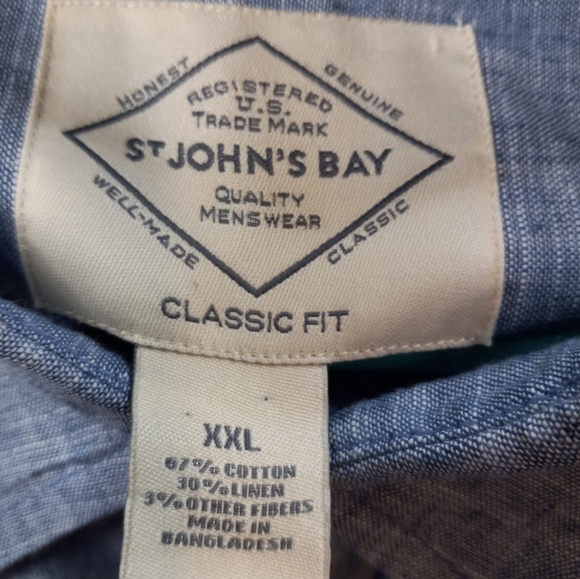 HONEST
GENUINE
REGISTERED
U.S.
TRADE MARK
ST JOHN'S BAY
QUALITY
MENSWEAR
WELL-MADE
CLASSIC
CLASSIC FIT
XXL
67% COTTON
30% LINEN
3% OTHER FIBERS
MADE IN
BANGLADESH